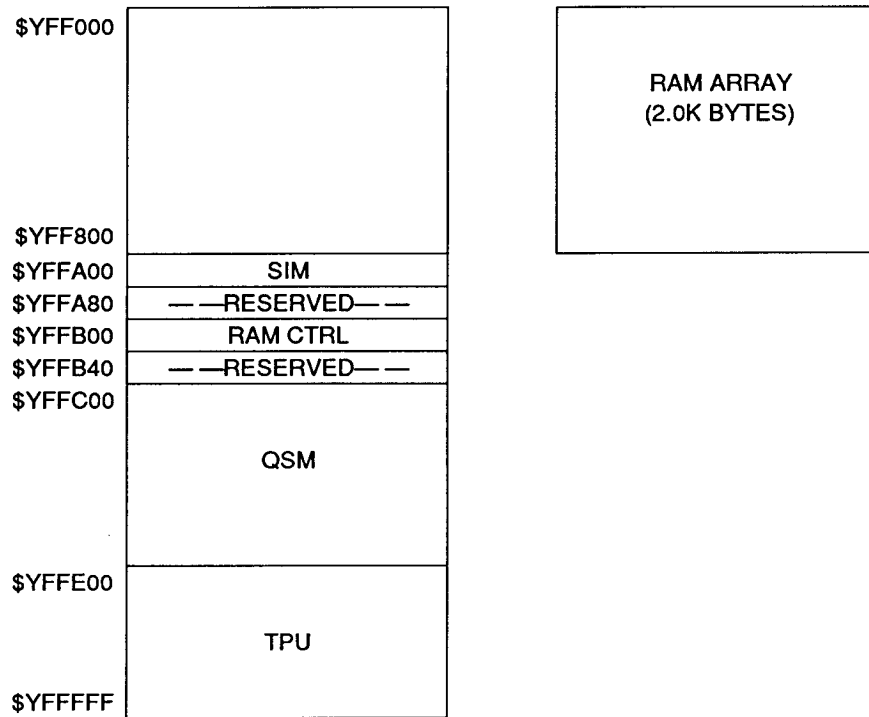 $YFF000
RAM ARRAY
(2.0K BYTES)
$YFF800
$YFFA00 SIM
$YFFA80 — —RESERVED— —
$YFFB00 RAM CTRL
$YFFB40 — —RESERVED— —
$YFFC00
QSM
$YFFE00
TPU
$YFFFFF